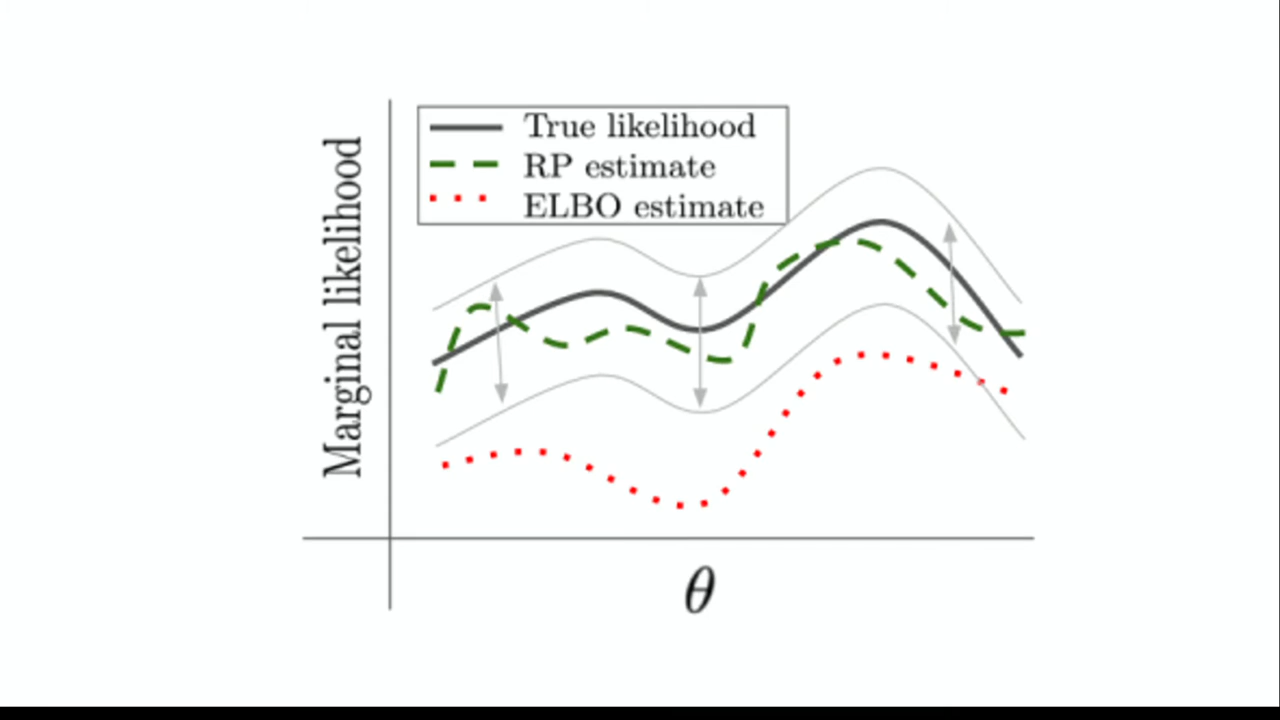 Marginal likelihood
True likelihood
RP estimate
ELBO estimate
θ